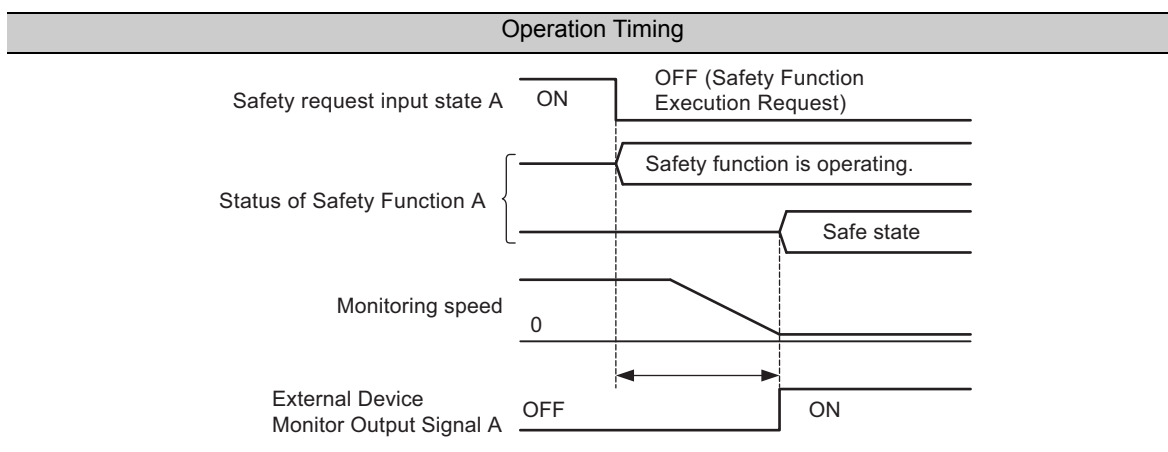 Operation Timing
Safety request input state A
ON
OFF (Safety Function
Execution Request)
Status of Safety Function A
Safety function is operating.
Safe state
Monitoring speed
0
External Device
Monitor Output Signal A
OFF
ON